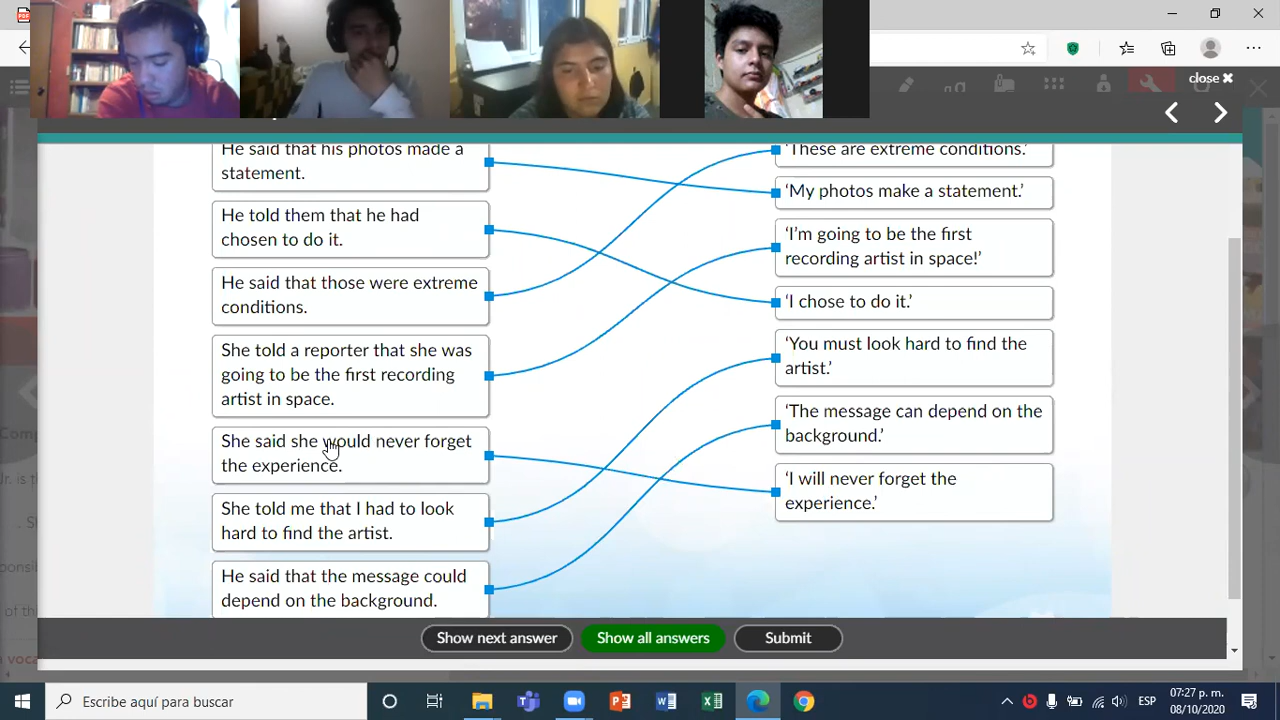 close ✖
He said that his photos made a
statement.
He told them that he had
chosen to do it.
He said that those were extreme
conditions.
She told a reporter that she was
going to be the first recording
artist in space.
She said she would never forget
the experience.
She told me that I had to look
hard to find the artist.
He said that the message could
depend on the background.
‘These are extreme conditions.’
‘My photos make a statement.’
‘I’m going to be the first
recording artist in space!’
‘I chose to do it.’
‘You must look hard to find the
artist.’
‘The message can depend on the
background.’
‘I will never forget the
experience.’
Show next answer
Show all answers
Submit
Escribe aquí para buscar
ESP
07:27 p. m.
08/10/2020